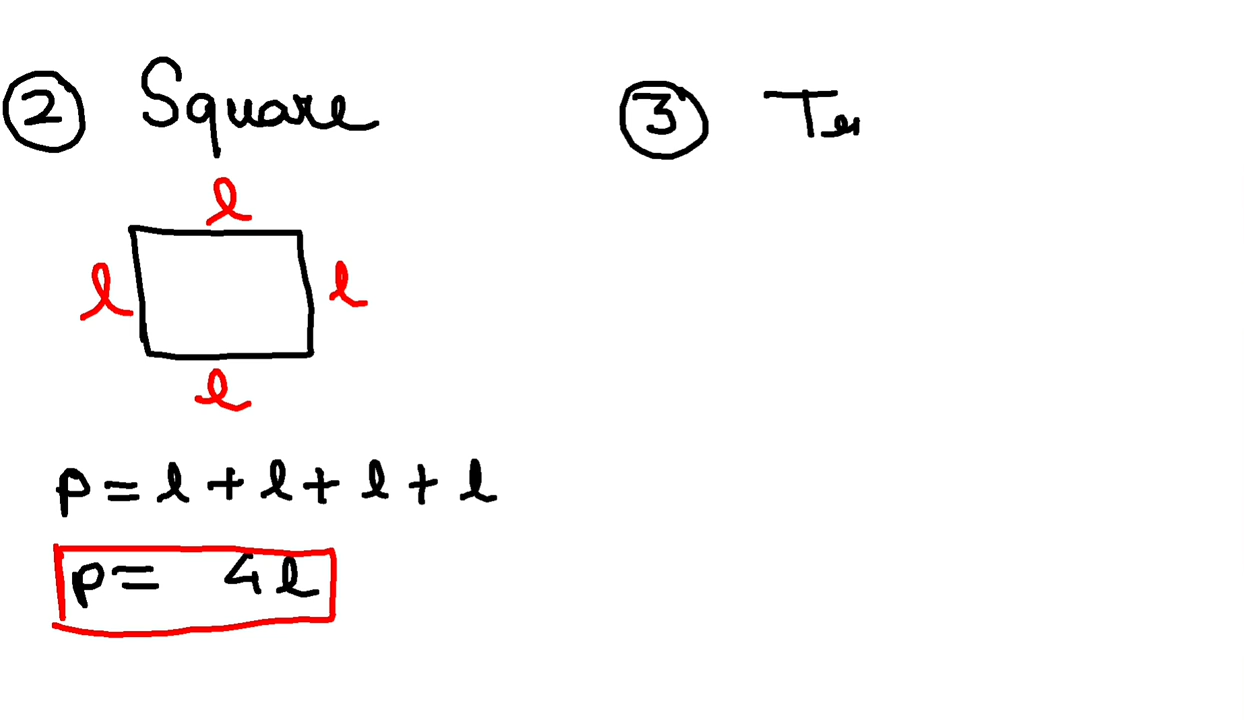 ② Square
l
l l
l
p = l + l + l + l
p = 4l
③